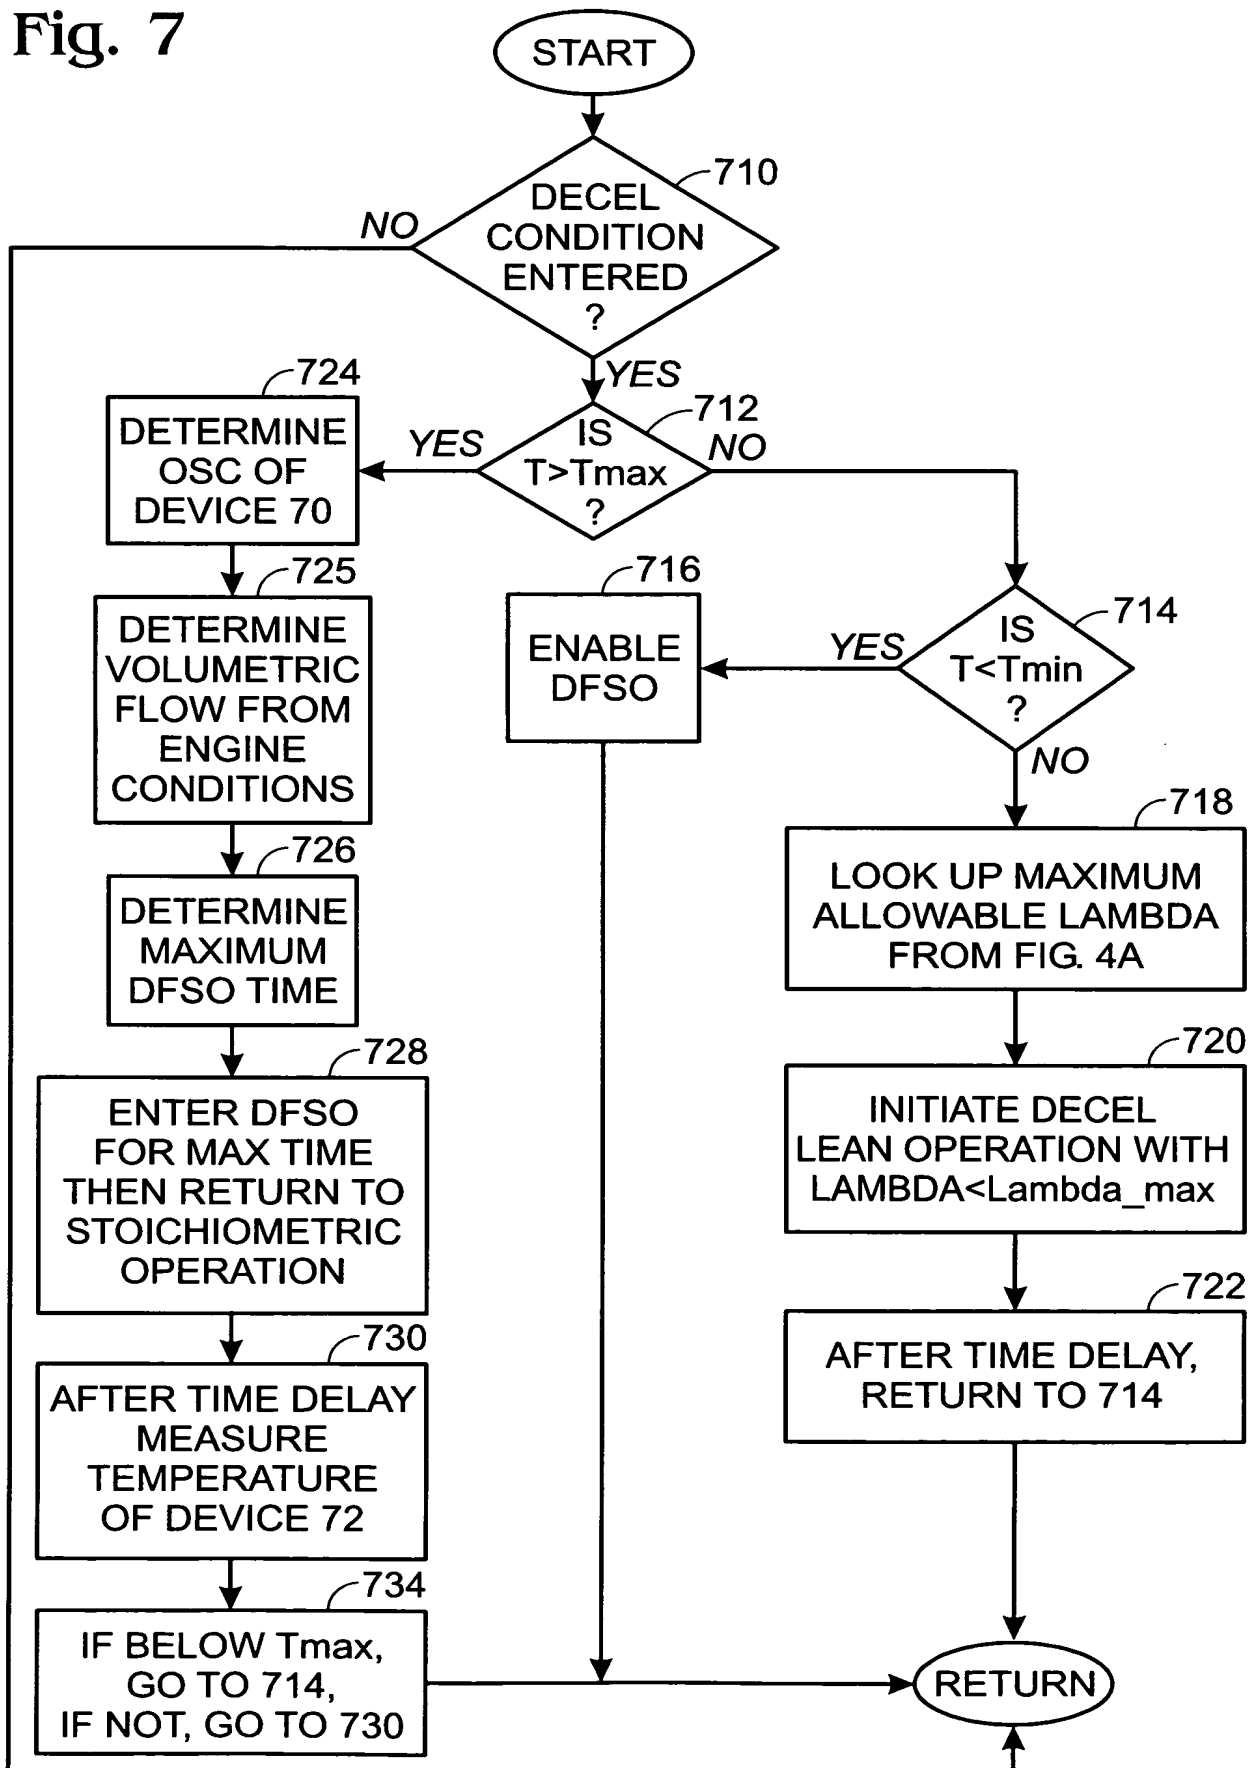 Fig. 7
START
710
DECEL
CONDITION
ENTERED
?
NO
YES
712
IS
T>Tmax
?
YES
NO
724
DETERMINE
OSC OF
DEVICE 70
725
DETERMINE
VOLUMETRIC
FLOW FROM
ENGINE
CONDITIONS
726
DETERMINE
MAXIMUM
DFSO TIME
728
ENTER DFSO
FOR MAX TIME
THEN RETURN TO
STOICHIOMETRIC
OPERATION
730
AFTER TIME DELAY
MEASURE
TEMPERATURE
OF DEVICE 72
734
IF BELOW Tmax,
GO TO 714,
IF NOT, GO TO 730
716
ENABLE
DFSO
714
IS
T<Tmin
?
YES
NO
718
LOOK UP MAXIMUM
ALLOWABLE LAMBDA
FROM FIG. 4A
720
INITIATE DECEL
LEAN OPERATION WITH
LAMBDA<Lambda_max
722
AFTER TIME DELAY,
RETURN TO 714
RETURN